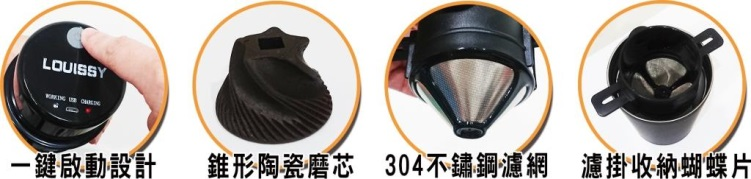 LOUISSY
WORKING USB CHARGING
一鍵啟動設計
錐形陶瓷磨芯
304不鏽鋼濾網
濾掛收納蝴蝶片